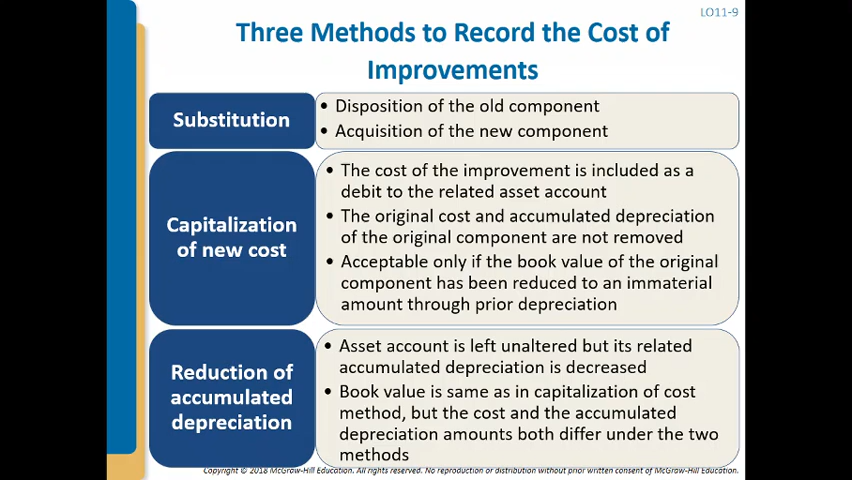 LO11-9
Three Methods to Record the Cost of
Improvements
Substitution
• Disposition of the old component
• Acquisition of the new component
Capitalization
of new cost
• The cost of the improvement is included as a
debit to the related asset account
• The original cost and accumulated depreciation
of the original component are not removed
• Acceptable only if the book value of the original
component has been reduced to an immaterial
amount through prior depreciation
Reduction of
accumulated
depreciation
• Asset account is left unaltered but its related
accumulated depreciation is decreased
• Book value is same as in capitalization of cost
method, but the cost and the accumulated
depreciation amounts both differ under the two
methods
Copyright © 2018 McGraw-Hill Education. All rights reserved. No reproduction or distribution without prior written consent of McGraw-Hill Education.